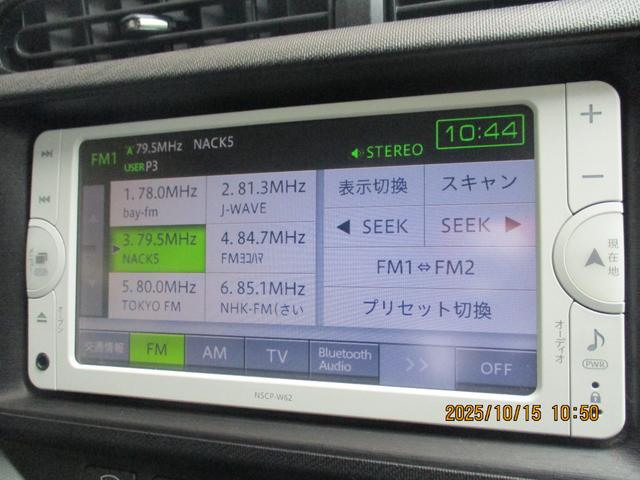 FM1 79.5MHz NACK5
USER P3
STEREO
10:44
1. 78.0MHz
bay-fm
2. 81.3MHz
J-WAVE
3. 79.5MHz
NACK5
4. 84.7MHz
FMヨコハマ
5. 80.0MHz
TOKYO FM
6. 85.1MHz
NHK-FM(さい
表示切換
スキャン
◀ SEEK
SEEK ▶
FM1⇔FM2
プリセット切換
交通情報
FM
AM
TV
Bluetooth
Audio
>>
OFF
NSCP-W62
+
−
現在地
オーディオ
PWR
オープン
2025/10/15 10:50